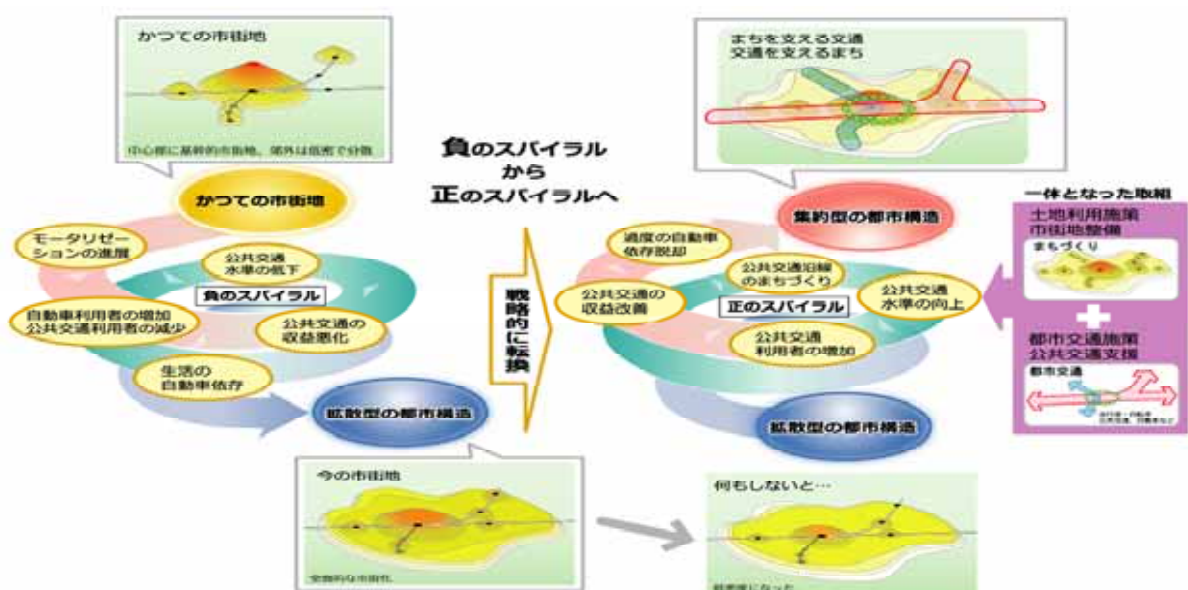 かつての市街地
中心部に基幹的市街地、郊外は低密で分散
かつての市街地
モータリゼー
ションの進展
公共交通
水準の低下
負のスパイラル
自動車利用者の増加
公共交通利用者の減少
公共交通の
収益悪化
生活の
自動車依存
拡散型の都市構造
今の市街地
負のスパイラル
から
正のスパイラルへ
戦略的に転換
まちを支える交通
交通を支えるまち
集約型の都市構造
過度の自動車
依存脱却
公共交通沿線
のまちづくり
公共交通の
収益改善
正のスパイラル
公共交通
水準の向上
公共交通
利用者の増加
拡散型の都市構造
何もしないと…
一体となった取組
土地利用施策
市街地整備
まちづくり
都市交通施策
公共交通支援
都市交通